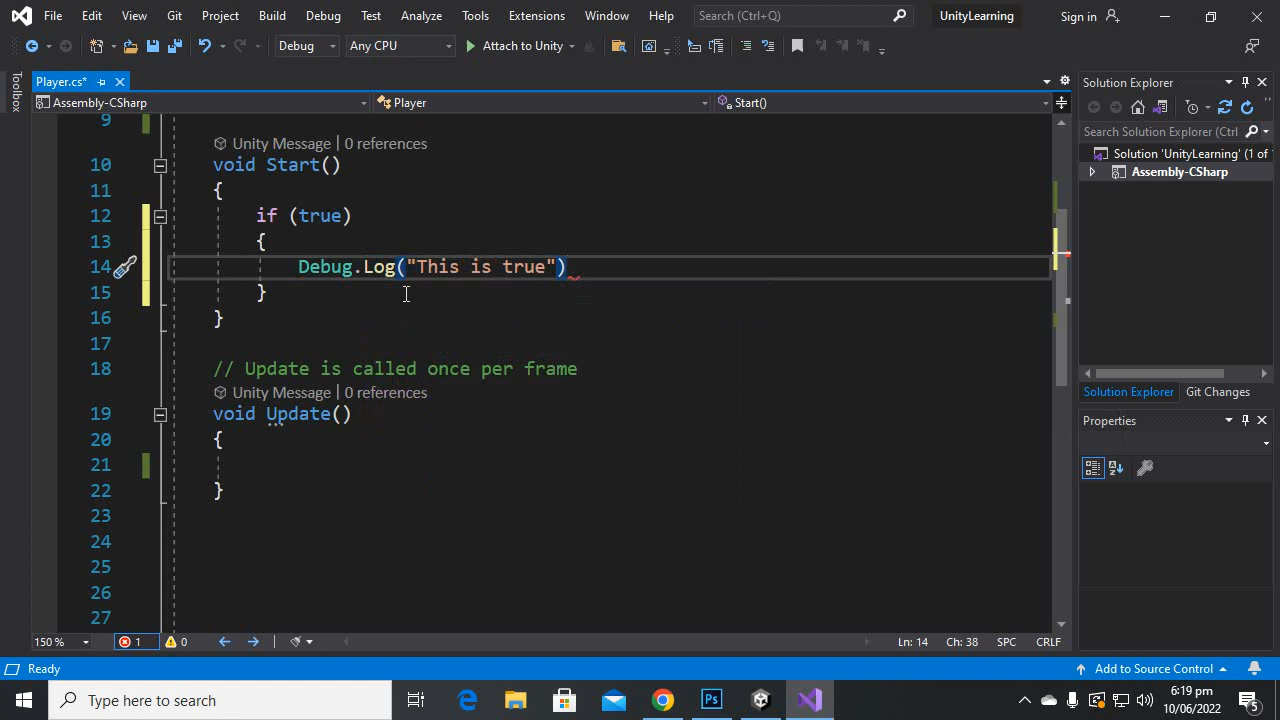 File Edit View Git Project Build Debug Test Analyze Tools Extensions Window Help Search (Ctrl+Q) UnityLearning Sign in
Debug Any CPU Attach to Unity
Toolbox
Player.cs*
Assembly-CSharp Player Start()
9
Unity Message | 0 references
10 void Start()
11 {
12 if (true)
13 {
14 Debug.Log("This is true")
15 }
16 }
17
18 // Update is called once per frame
Unity Message | 0 references
19 void Update()
20 {
21
22 }
23
24
25
26
27
150 % 1 0 Ln: 14 Ch: 38 SPC CRLF
Solution Explorer
Search Solution Explorer (Ctrl
Solution 'UnityLearning' (1 of
Assembly-CSharp
Solution Explorer Git Changes
Properties
Ready Add to Source Control
Type here to search Ps 6:19 pm
10/06/2022 5